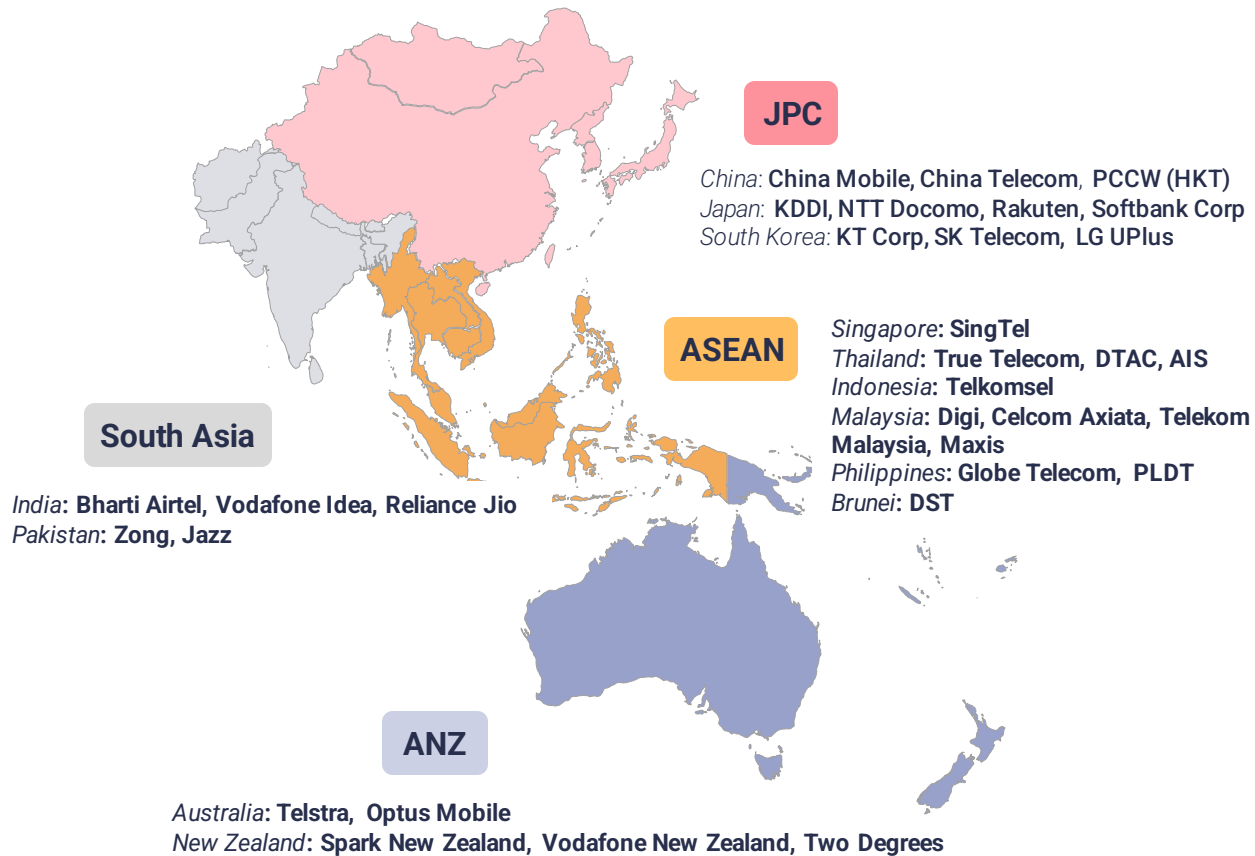 JPC
China: China Mobile, China Telecom, PCCW (HKT)
Japan: KDDI, NTT Docomo, Rakuten, Softbank Corp
South Korea: KT Corp, SK Telecom, LG UPlus
ASEAN
Singapore: SingTel
Thailand: True Telecom, DTAC, AIS
Indonesia: Telkomsel
Malaysia: Digi, Celcom Axiata, Telekom
Malaysia, Maxis
Philippines: Globe Telecom, PLDT
Brunei: DST
South Asia
India: Bharti Airtel, Vodafone Idea, Reliance Jio
Pakistan: Zong, Jazz
ANZ
Australia: Telstra, Optus Mobile
New Zealand: Spark New Zealand, Vodafone New Zealand, Two Degrees